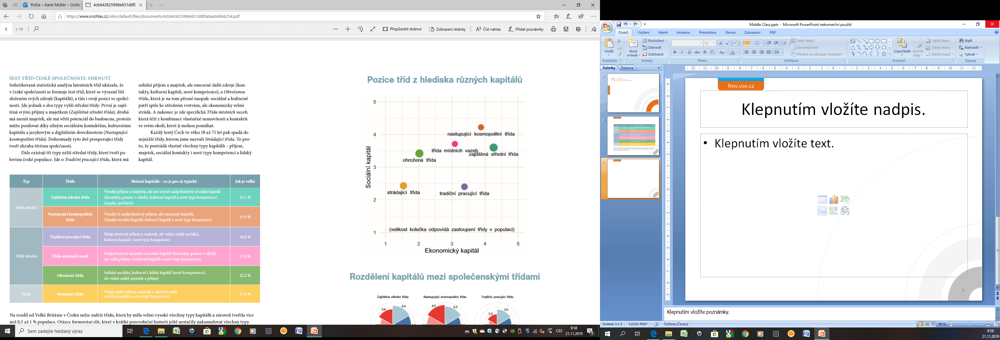 Pošta – Karel Müller – Outlo
4cb643625998e931d8f0
https://www.irozhlas.cz/sites/default/files/documents/4cb643625998e931d8f0a9aa34bbb254.pdf
5 z 19
Přizpůsobit stránce
Zobrazení stránky
Číst nahlas
Přidat poznámky
ŠEST TŘÍD ČESKÉ SPOLEČNOSTI: SHRNUTÍ
Sofistikovaná statistická analýza latentních tříd ukázala, že
v české společnosti se formuje šest tříd, které se výrazně liší
složením svých zdrojů (kapitálů), a tím i svojí pozicí ve společ-
nosti. Jde jednak o dva typy vyšší střední třídy: První je zajiš-
těná svými příjmy a majetkem (Zajištěná střední třída), druhá
má menší majetek, ale má větší potenciál do budoucna, protože
může posilovat díky silným sociálním kontaktům, kulturnímu
kapitálu a jazykovým a digitálním dovednostem (Nastupující
kosmopolitní třída). Dohromady tyto dvě prosperující třídy
tvoří zhruba třetinu společnosti.
Dále existují tři typy nižší střední třídy, které tvoří po-
lovinu české populace. Jde o Tradiční pracující třídu, která má
solidní příjem a majetek, ale omezené další zdroje (kon-
takty, kulturní kapitál, nové kompetence), a Ohroženou
třídu, která je na tom přesně naopak: sociálně a kulturně
patří spíše ke středním vrstvám, ale ekonomicky velmi
strádá. A nakonec je zde specifická Třída místních vazeb,
která těží z kombinace vlastněné nemovitosti a kontaktů
ve svém okolí, které jí mohou pomáhat.
Každý šestý Čech ve věku 18 až 75 let pak spadá do
nejnižší třídy, kterou jsme nazvali Strádající třída. To pro-
to, že postrádá vlastně všechny typy kapitálů – příjem,
majetek, sociální kontakty i nové typy kompetencí a lidský
kapitál.
Typ Třída Složení kapitálů – co je pro ni typické Jak je velká
Vyšší střední
Zajištěná střední třída
Vysoký příjem a majetek, ale jen mírně nadprůměrný sociální kapitál
(kontakty, pomoc v okolí), kulturní kapitál a nové typy kompetencí
(jazyky, počítače)
22,1 %
Nastupující kosmopolitní
třída
Vysoký či nadprůměrný příjem, ale omezený majetek.
Vysoký sociální kapitál, kulturní kapitál a nové typy kompetencí
11,9 %
Nižší střední
Tradiční pracující třída
Nadprůměrný příjem a majetek, ale velmi nízký sociální,
kulturní kapitál i nové typy kompetencí
14,4 %
Třída místních vazeb
Nadprůměrný majetek a sociální kapitál (kontakty, pomoc v okolí),
ale nižší příjmy a kulturní kapitál a nové typy kompetencí
11,8 %
Ohrožená třída
Solidní sociální, kulturní i lidský kapitál (nové kompetence),
ale velmi nízký majetek a příjmy
22,2 %
Nižší
Strádající třída
Velmi nízký příjem, majetek a zároveň malý
sociální kapitál a nové typy kompetencí
17,6 %
Na rozdíl od Velké Británie v Česku nelze nalézt třídu, která by měla velmi vysoké všechny typy kapitálů a zároveň tvořila více
než 0,5 až 1 % populace. Otázce formování elit, které v krátké porevoluční historii ještě nestačily nakumulovat všechny typy
Pozice tříd z hlediska různých kapitálů
Sociální kapitál
5
4
3
2
1
nastupující kosmopolitní třída
třída místních vazeb
zajištěná střední třída
ohrožená třída
strádající třída
tradiční pracující třída
(velikost kolečka odpovídá zastoupení třídy v populaci)
1 2 3 4 5
Ekonomický kapitál
Rozdělení kapitálů mezi společenskými třídami
Zajištěná střední třída Nastupující kosmopolitní třída Tradiční pracující třída
3,6 4,4 4,5 4,2 2,5 3,5
Sem zadejte hledaný výraz
CES
9:58
21.11.2019
3
Middle Class.pptx - Microsoft PowerPoint nekomerční použití
Domů Vložení Návrh Animace Prezentace Revize Zobrazení PDF
Vložit
Schránka
Nový
snímek
Rozložení
Obnovit
Odstranit
Snímky
32
B I U abc S AV Aa A
Písmo
Směr textu
Zarovnat text
Převést na obrázek SmartArt
Odstavec
Uspořádat
Rychlé
styly
Výplň tvaru
Obrys tvaru
Efekty tvarů
Kreslení
Najít
Nahradit
Vybrat
Úpravy
Snímky Osnova
1
F2
2
3
fmv.vse.cz
Klepnutím vložíte nadpis.
• Klepnutím vložíte text.
3
Klepnutím vložíte poznámky.
Snímek 3 z 3 "LOGO FMV" Čeština (Česko)
99 %
9:58
21.11.2019